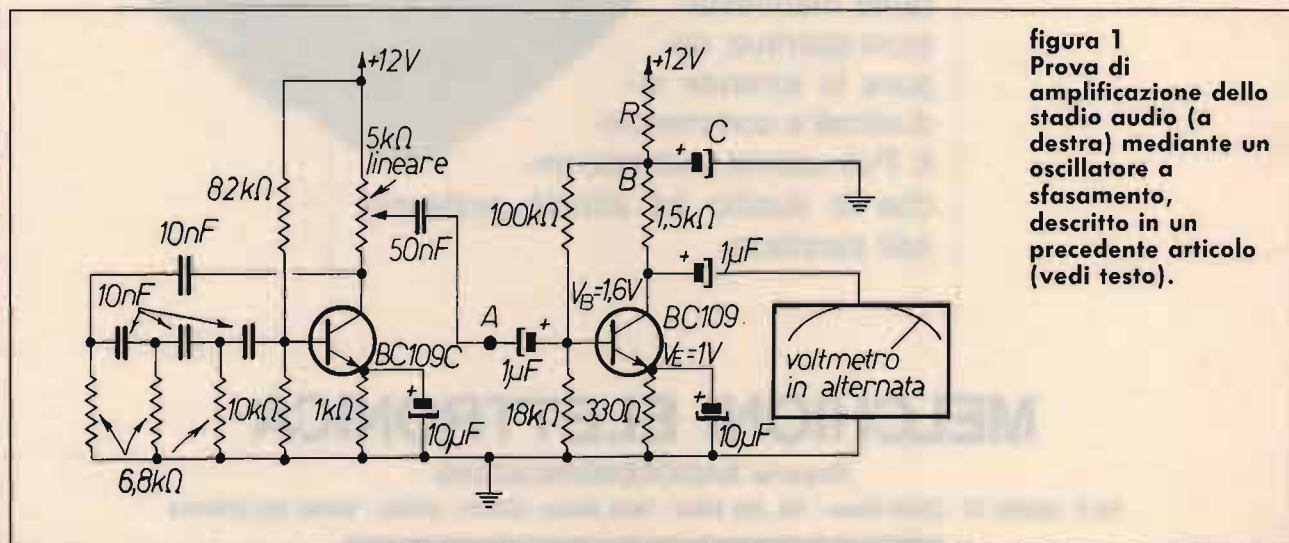 figura 1
Prova di
amplificazione dello
stadio audio (a
destra) mediante un
oscillatore a
sfasamento,
descritto in un
precedente articolo
(vedi testo).
+12V
5kΩ
lineare
82kΩ
10nF
10nF
50nF
BC109C
10kΩ
1kΩ
10µF
6,8kΩ
A
1µF
+
+12V
R
+
C
B
100kΩ
1,5kΩ
+
1µF
VB=1,6V
BC109
VE=1V
18kΩ
330Ω
+
10µF
voltmetro
in alternata